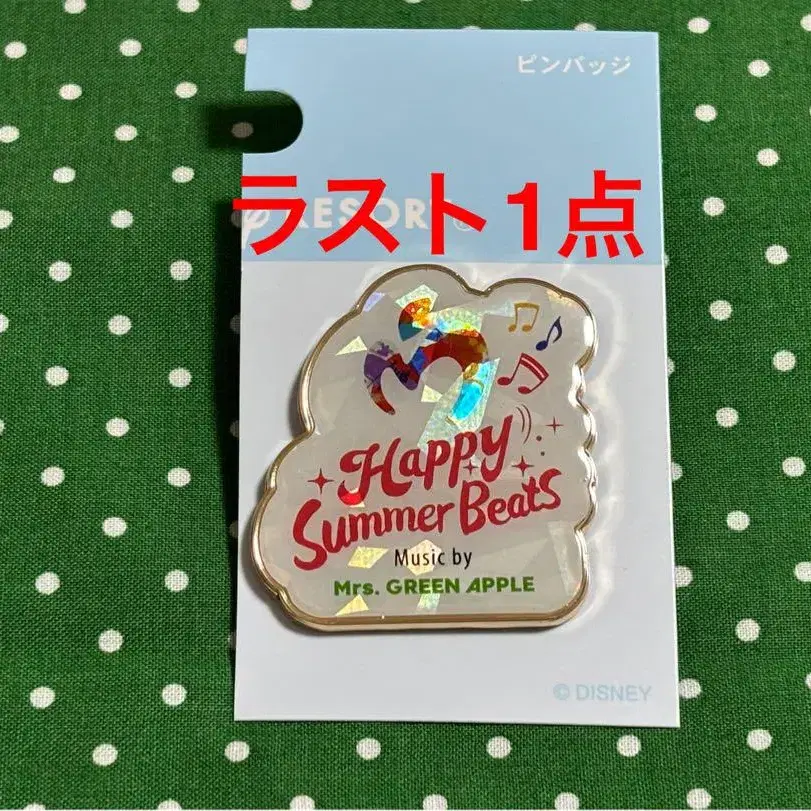 ピンバッジ
RESORT
ラスト1点
Happy
Summer Beats
Music by
Mrs. GREEN APPLE
© DISNEY